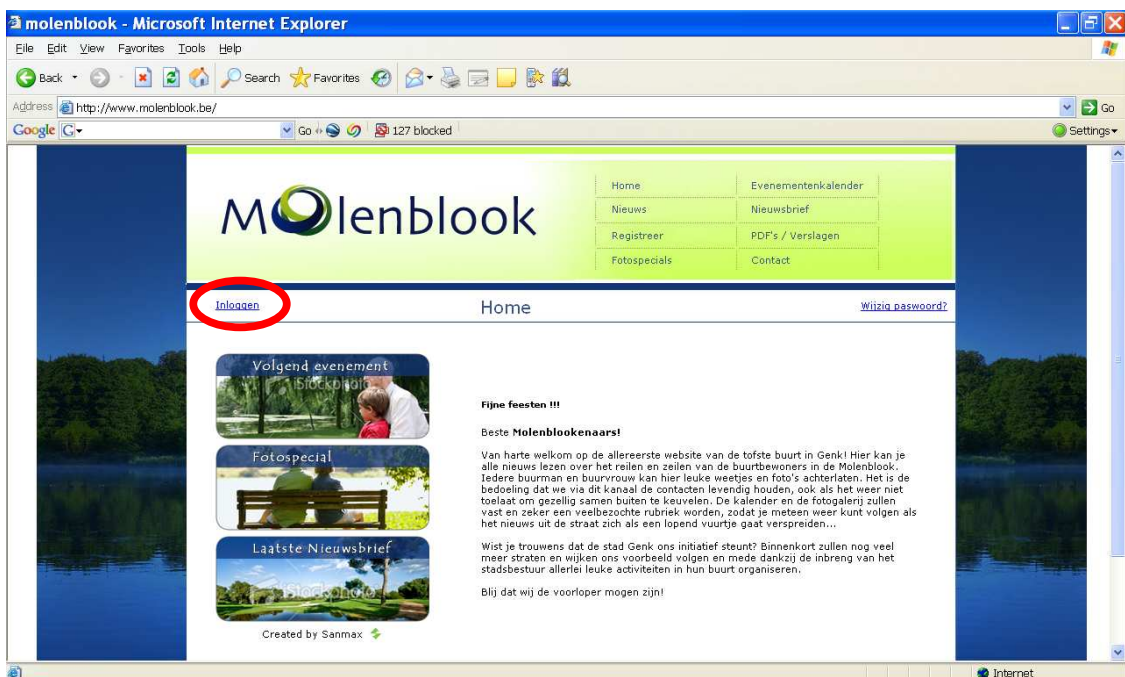 molenblook - Microsoft Internet Explorer
File Edit View Favorites Tools Help
Back Search Favorites
Address http://www.molenblook.be/ Go
Google G Go 127 blocked Settings
Molenblook
Home Evenementenkalender
Nieuws Nieuwsbrief
Registreer PDF's / Verslagen
Fotospecials Contact
Inloggen Home Wijzig paswoord?
Volgend evenement
iStockphoto
Fotospecial
Laatste Nieuwsbrief
iStockphoto
Created by Sanmax
Fijne feesten !!!
Beste Molenblookenaars!
Van harte welkom op de allereerste website van de tofste buurt in Genk! Hier kan je
alle nieuws lezen over het reilen en zeilen van de buurtbewoners in de Molenblook.
Iedere buurman en buurvrouw kan hier leuke weetjes en foto's achterlaten. Het is de
bedoeling dat we via dit kanaal de contacten levendig houden, ook als het weer niet
toelaat om gezellig samen buiten te keuvelen. De kalender en de fotogalerij zullen
vast en zeker een veelbezochte rubriek worden, zodat je meteen weer kunt volgen als
het nieuws uit de straat zich als een lopend vuurtje gaat verspreiden...
Wist je trouwens dat de stad Genk ons initiatief steunt? Binnenkort zullen nog veel
meer straten en wijken ons voorbeeld volgen en mede dankzij de inbreng van het
stadsbestuur allerlei leuke activiteiten in hun buurt organiseren.
Blij dat wij de voorloper mogen zijn!
Internet